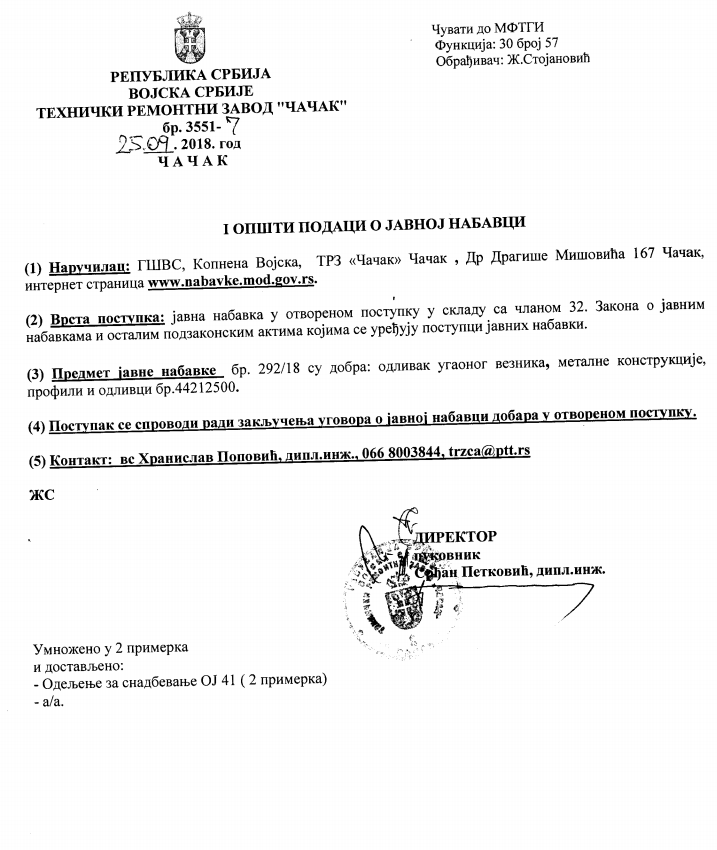 Чувати до МФТГИ
Функција: 30 број 57
Обрађивач: Ж.Стојановић
РЕПУБЛИКА СРБИЈА
ВОЈСКА СРБИЈЕ
ТЕХНИЧКИ РЕМОНТНИ ЗАВОД "ЧАЧАК"
бр. 3551-7
25.09. 2018. год
Ч А Ч А К
I ОПШТИ ПОДАЦИ О ЈАВНОЈ НАБАВЦИ
(1) Наручилац: ГШВС, Копнена Војска, ТРЗ «Чачак» Чачак , Др Драгише Мишовића 167 Чачак,
интернет страница www.nabavke.mod.gov.rs.
(2) Врста поступка: јавна набавка у отвореном поступку у складу са чланом 32. Закона о јавним
набавкама и осталим подзаконским актима којима се уређују поступци јавних набавки.
(3) Предмет јавне набавке бр. 292/18 су добра: одливак угаоног везника, металне конструкције,
профили и одливци бр.44212500.
(4) Поступак се спроводи ради закључења уговора о јавној набавци добара у отвореном поступку.
(5) Контакт: вс Хранислав Поповић, дипл.инж., 066 8003844, trzca@ptt.rs
ЖС
ДИРЕКТОР
пуковник
Срђан Петковић, дипл.инж.
Умножено у 2 примерка
и достављено:
- Одељење за снадбевање ОЈ 41 ( 2 примерка)
- а/а.